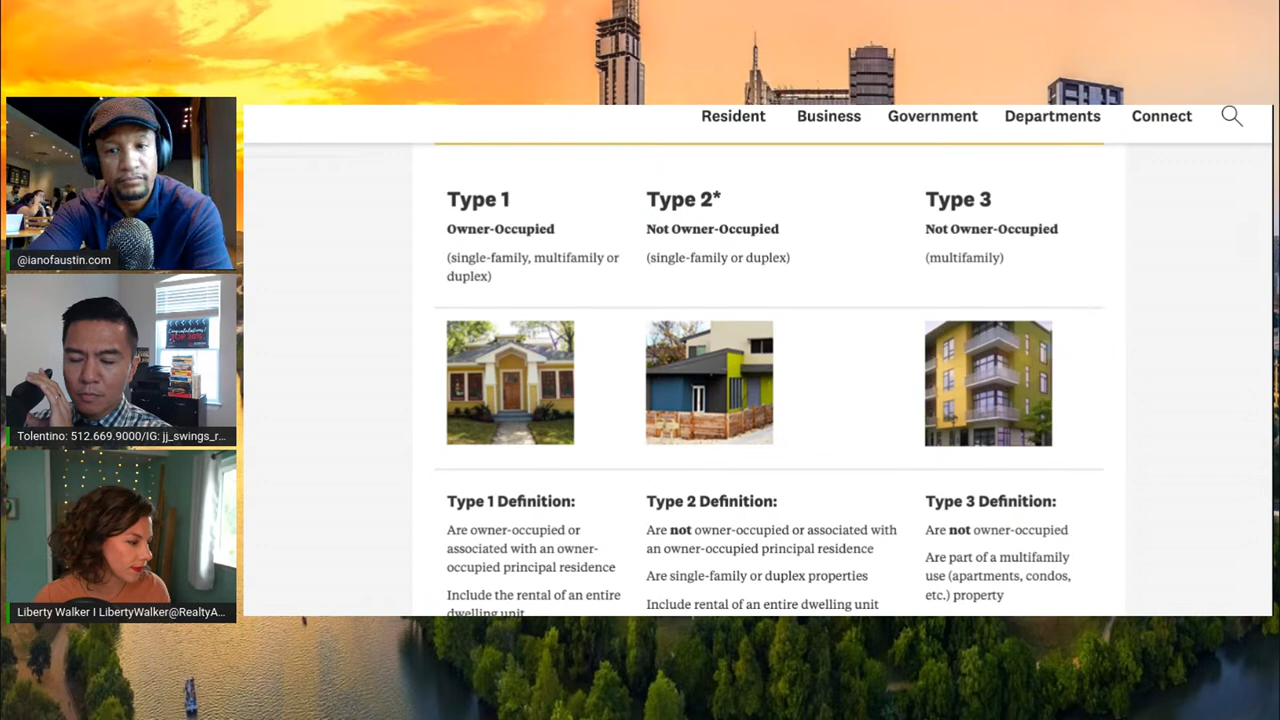 @ianofaustin.com
Tolentino: 512.669.9000/IG: jj_swings_r...
Liberty Walker I LibertyWalker@RealtyA...
Resident Business Government Departments Connect
Type 1
Owner-Occupied
(single-family, multifamily or
duplex)
Type 2*
Not Owner-Occupied
(single-family or duplex)
Type 3
Not Owner-Occupied
(multifamily)
Type 1 Definition:
Are owner-occupied or
associated with an owner-
occupied principal residence
Include the rental of an entire
dwelling unit
Type 2 Definition:
Are not owner-occupied or associated with
an owner-occupied principal residence
Are single-family or duplex properties
Include rental of an entire dwelling unit
Type 3 Definition:
Are not owner-occupied
Are part of a multifamily
use (apartments, condos,
etc.) property